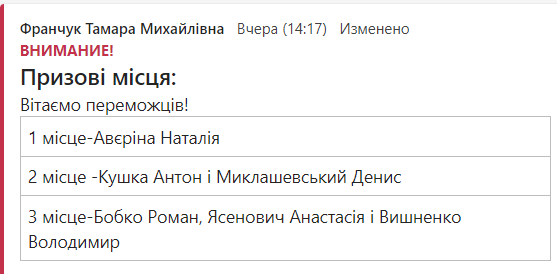 Франчук Тамара Михайлівна Вчера (14:17) Изменено
ВНИМАНИЕ!
Призові місця:
Вітаємо переможців!
1 місце-Авєріна Наталія
2 місце -Кушка Антон і Миклашевський Денис
3 місце-Бобко Роман, Ясенович Анастасія і Вишненко
Володимир